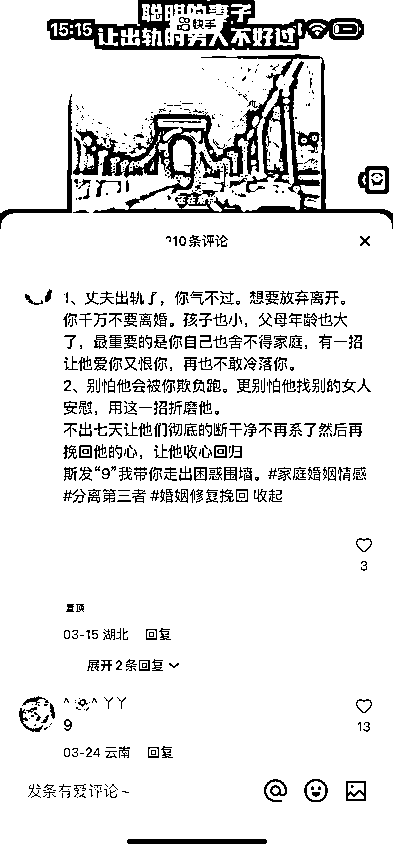 聪明的妻子
快手
15:15
让出轨的男人不好过
210条评论
1、丈夫出轨了，你气不过。想要放弃离开。
你千万不要离婚。孩子也小，父母年龄也大
了，最重要的是你自己也舍不得家庭，有一招
让他爱你又恨你，再也不敢冷落你。
2、别怕他会被你欺负跑。更别怕他找别的女人
安慰，用这一招折磨他。
不出七天让他们彻底的断干净不再系了然后再
挽回他的心，让他收心回归
斯发“9”我带你走出困惑围墙。#家庭婚姻情感
#分离第三者 #婚姻修复挽回 收起
3
置顶
03-15 湖北 回复
展开2条回复
^ ^ 丫丫
9
13
03-24 云南 回复
发条有爱评论~